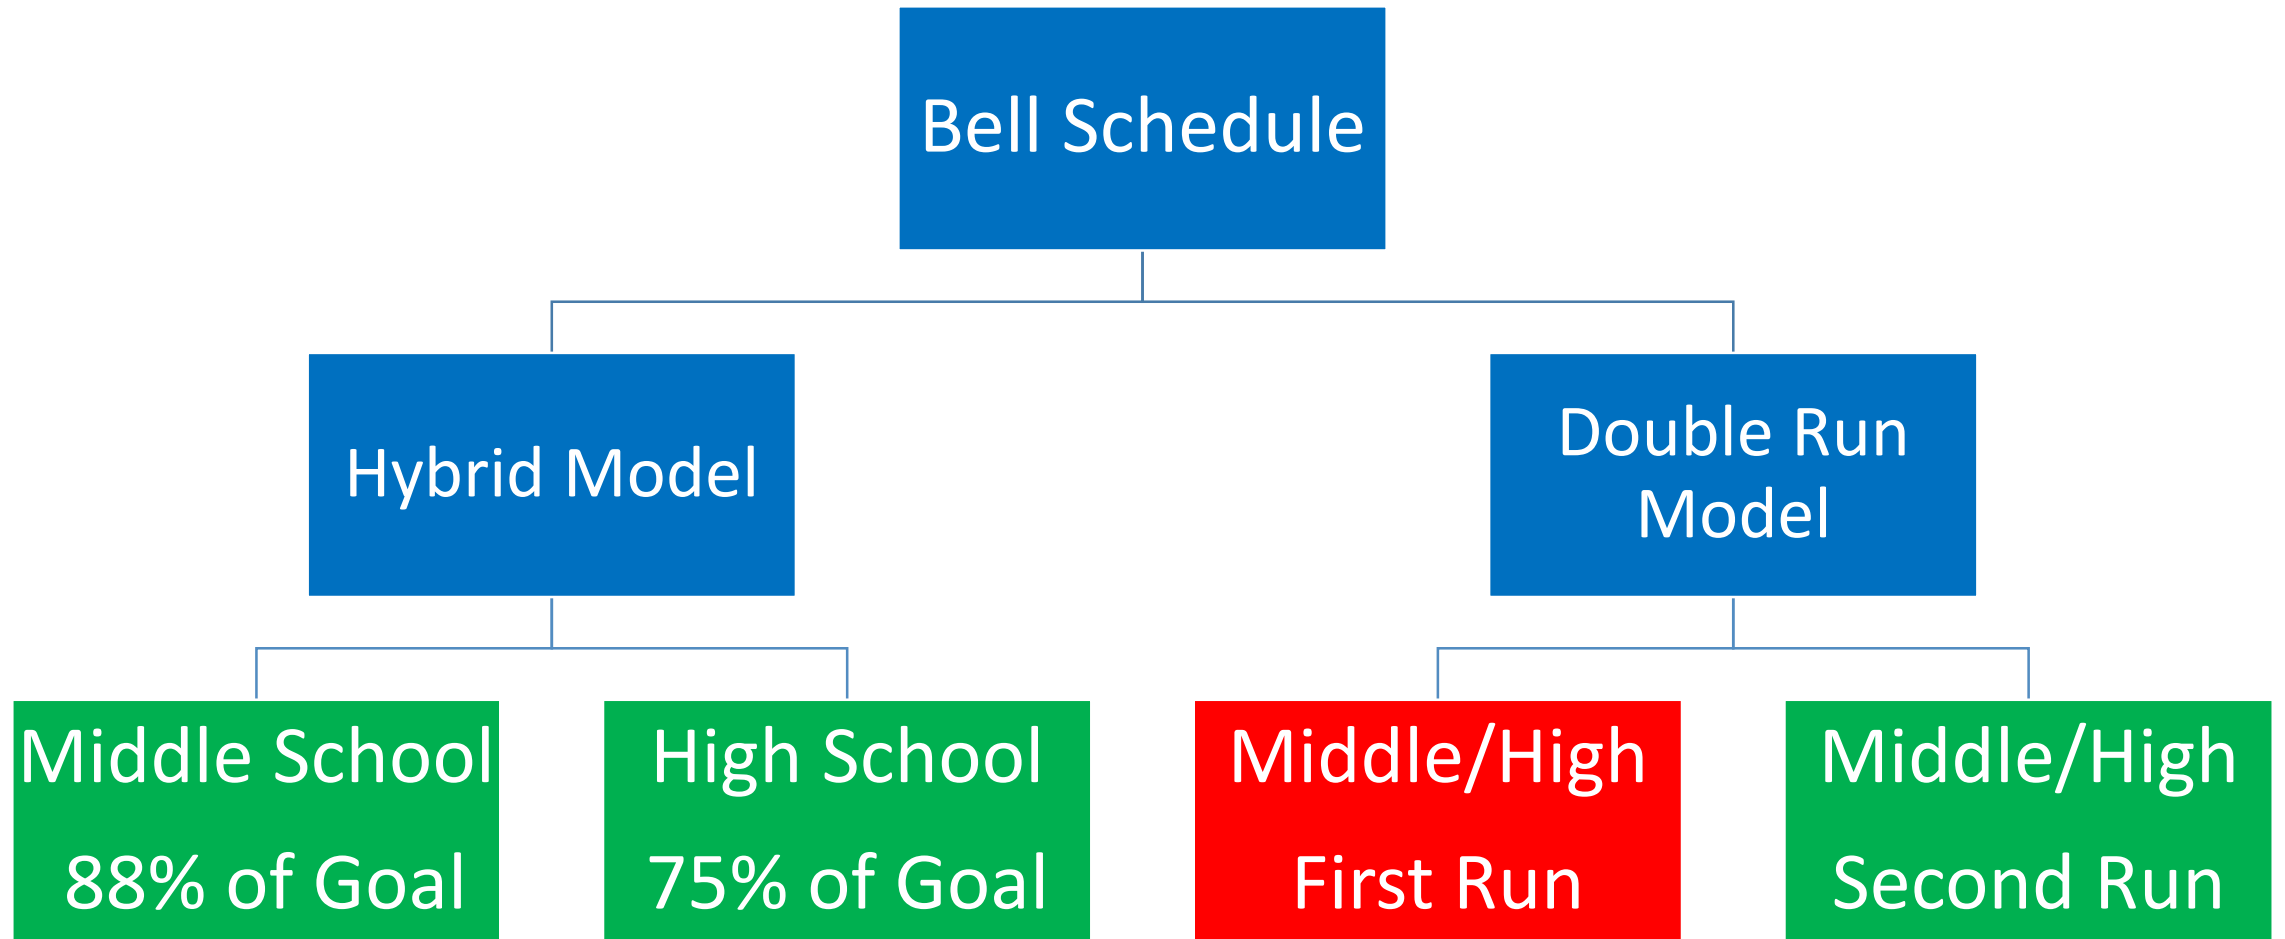 Bell Schedule
Hybrid Model
Double Run
Model
Middle School
88% of Goal
High School
75% of Goal
Middle/High
First Run
Middle/High
Second Run